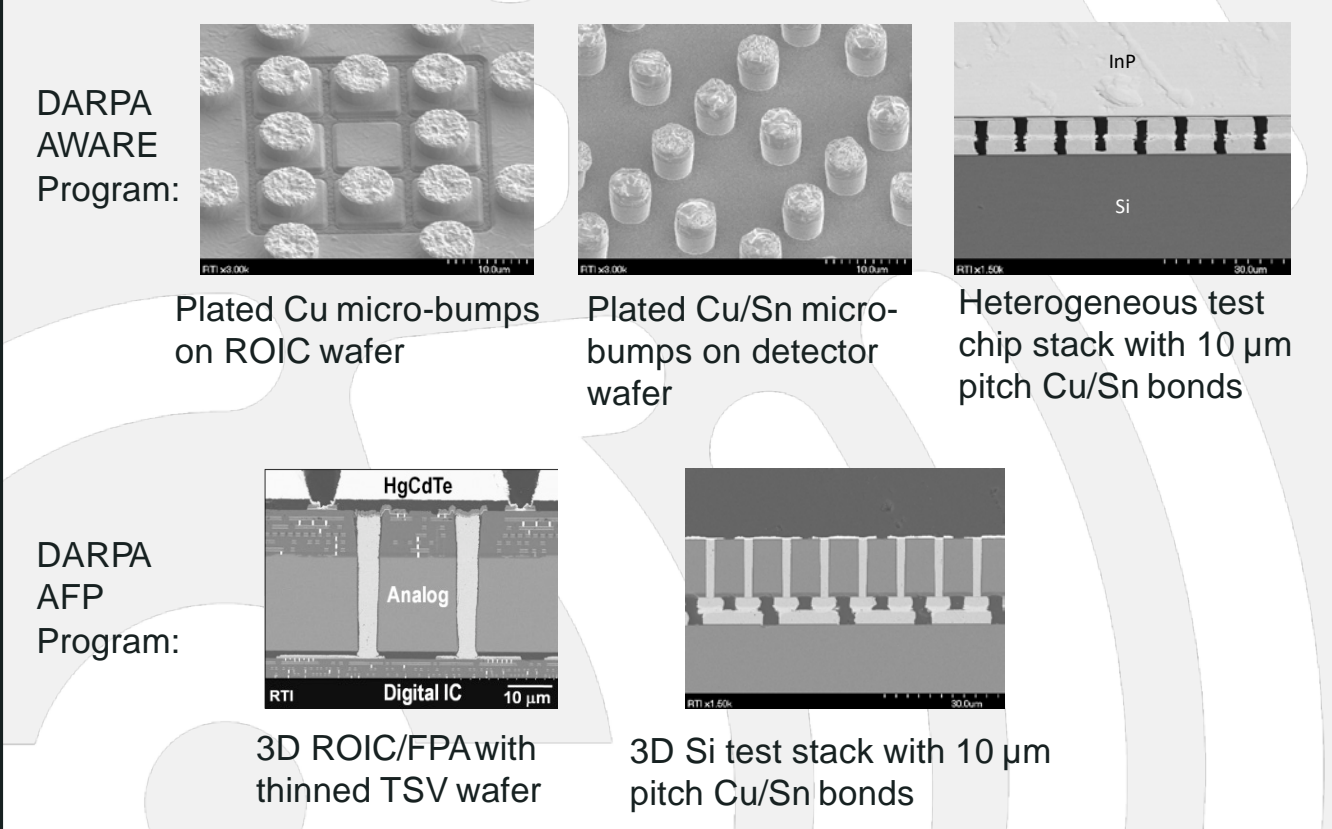 DARPA
AWARE
Program:
RTI x3.00k
10.0um
RTI x3.00k
10.0um
InP
Si
RTI x1.50k
30.0um
Plated Cu micro-bumps
on ROIC wafer
Plated Cu/Sn micro-
bumps on detector
wafer
Heterogeneous test
chip stack with 10 µm
pitch Cu/Sn bonds
DARPA
AFP
Program:
HgCdTe
Analog
RTI
Digital IC
10 µm
RTI x1.50k
30.0um
3D ROIC/FPA with
thinned TSV wafer
3D Si test stack with 10 µm
pitch Cu/Sn bonds